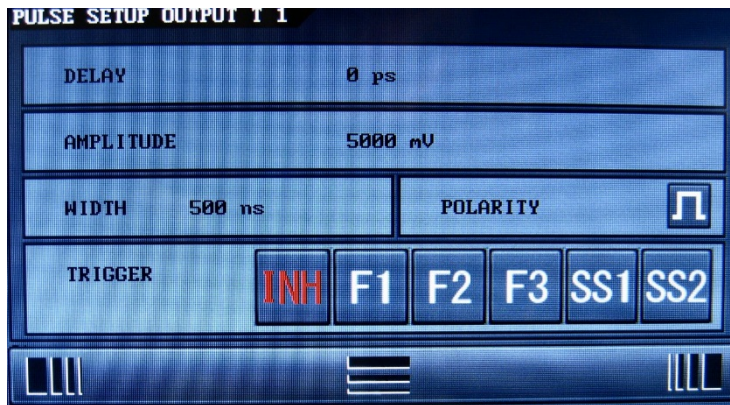 PULSE SETUP OUTPUT T 1
DELAY 0 ps
AMPLITUDE 5000 mV
WIDTH 500 ns POLARITY
TRIGGER INH F1 F2 F3 SS1 SS2